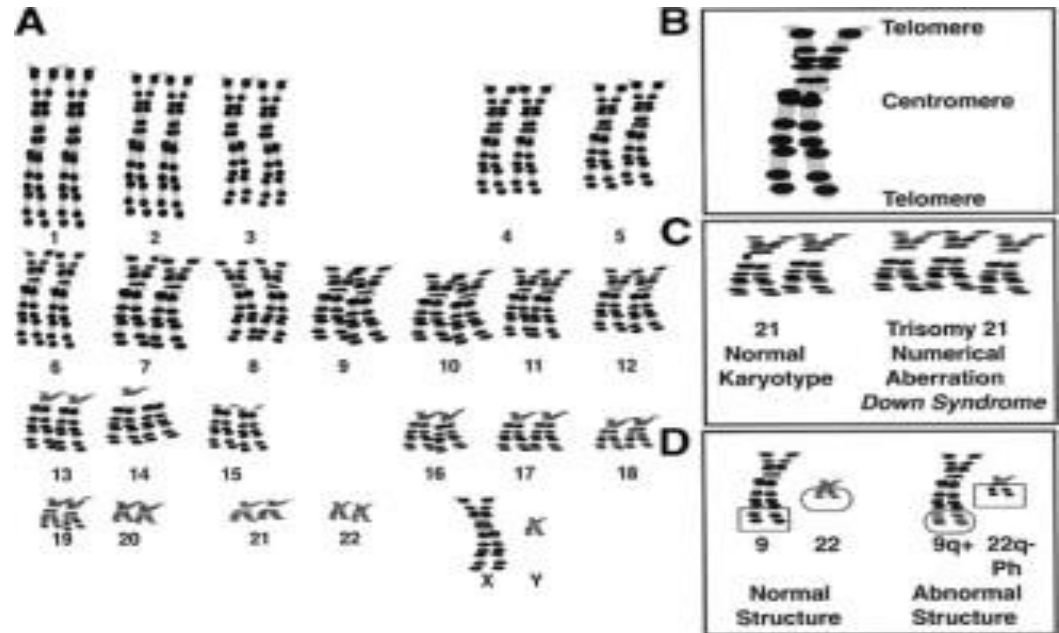 A
1 2 3 4 5
6 7 8 9 10 11 12
13 14 15 16 17 18
19 20 21 22 X Y
B
Telomere
Centromere
Telomere
C
21 Trisomy 21
Normal Numerical
Karyotype Aberration
Down Syndrome
D
9 22 9q+ 22q-
Ph
Normal Abnormal
Structure Structure